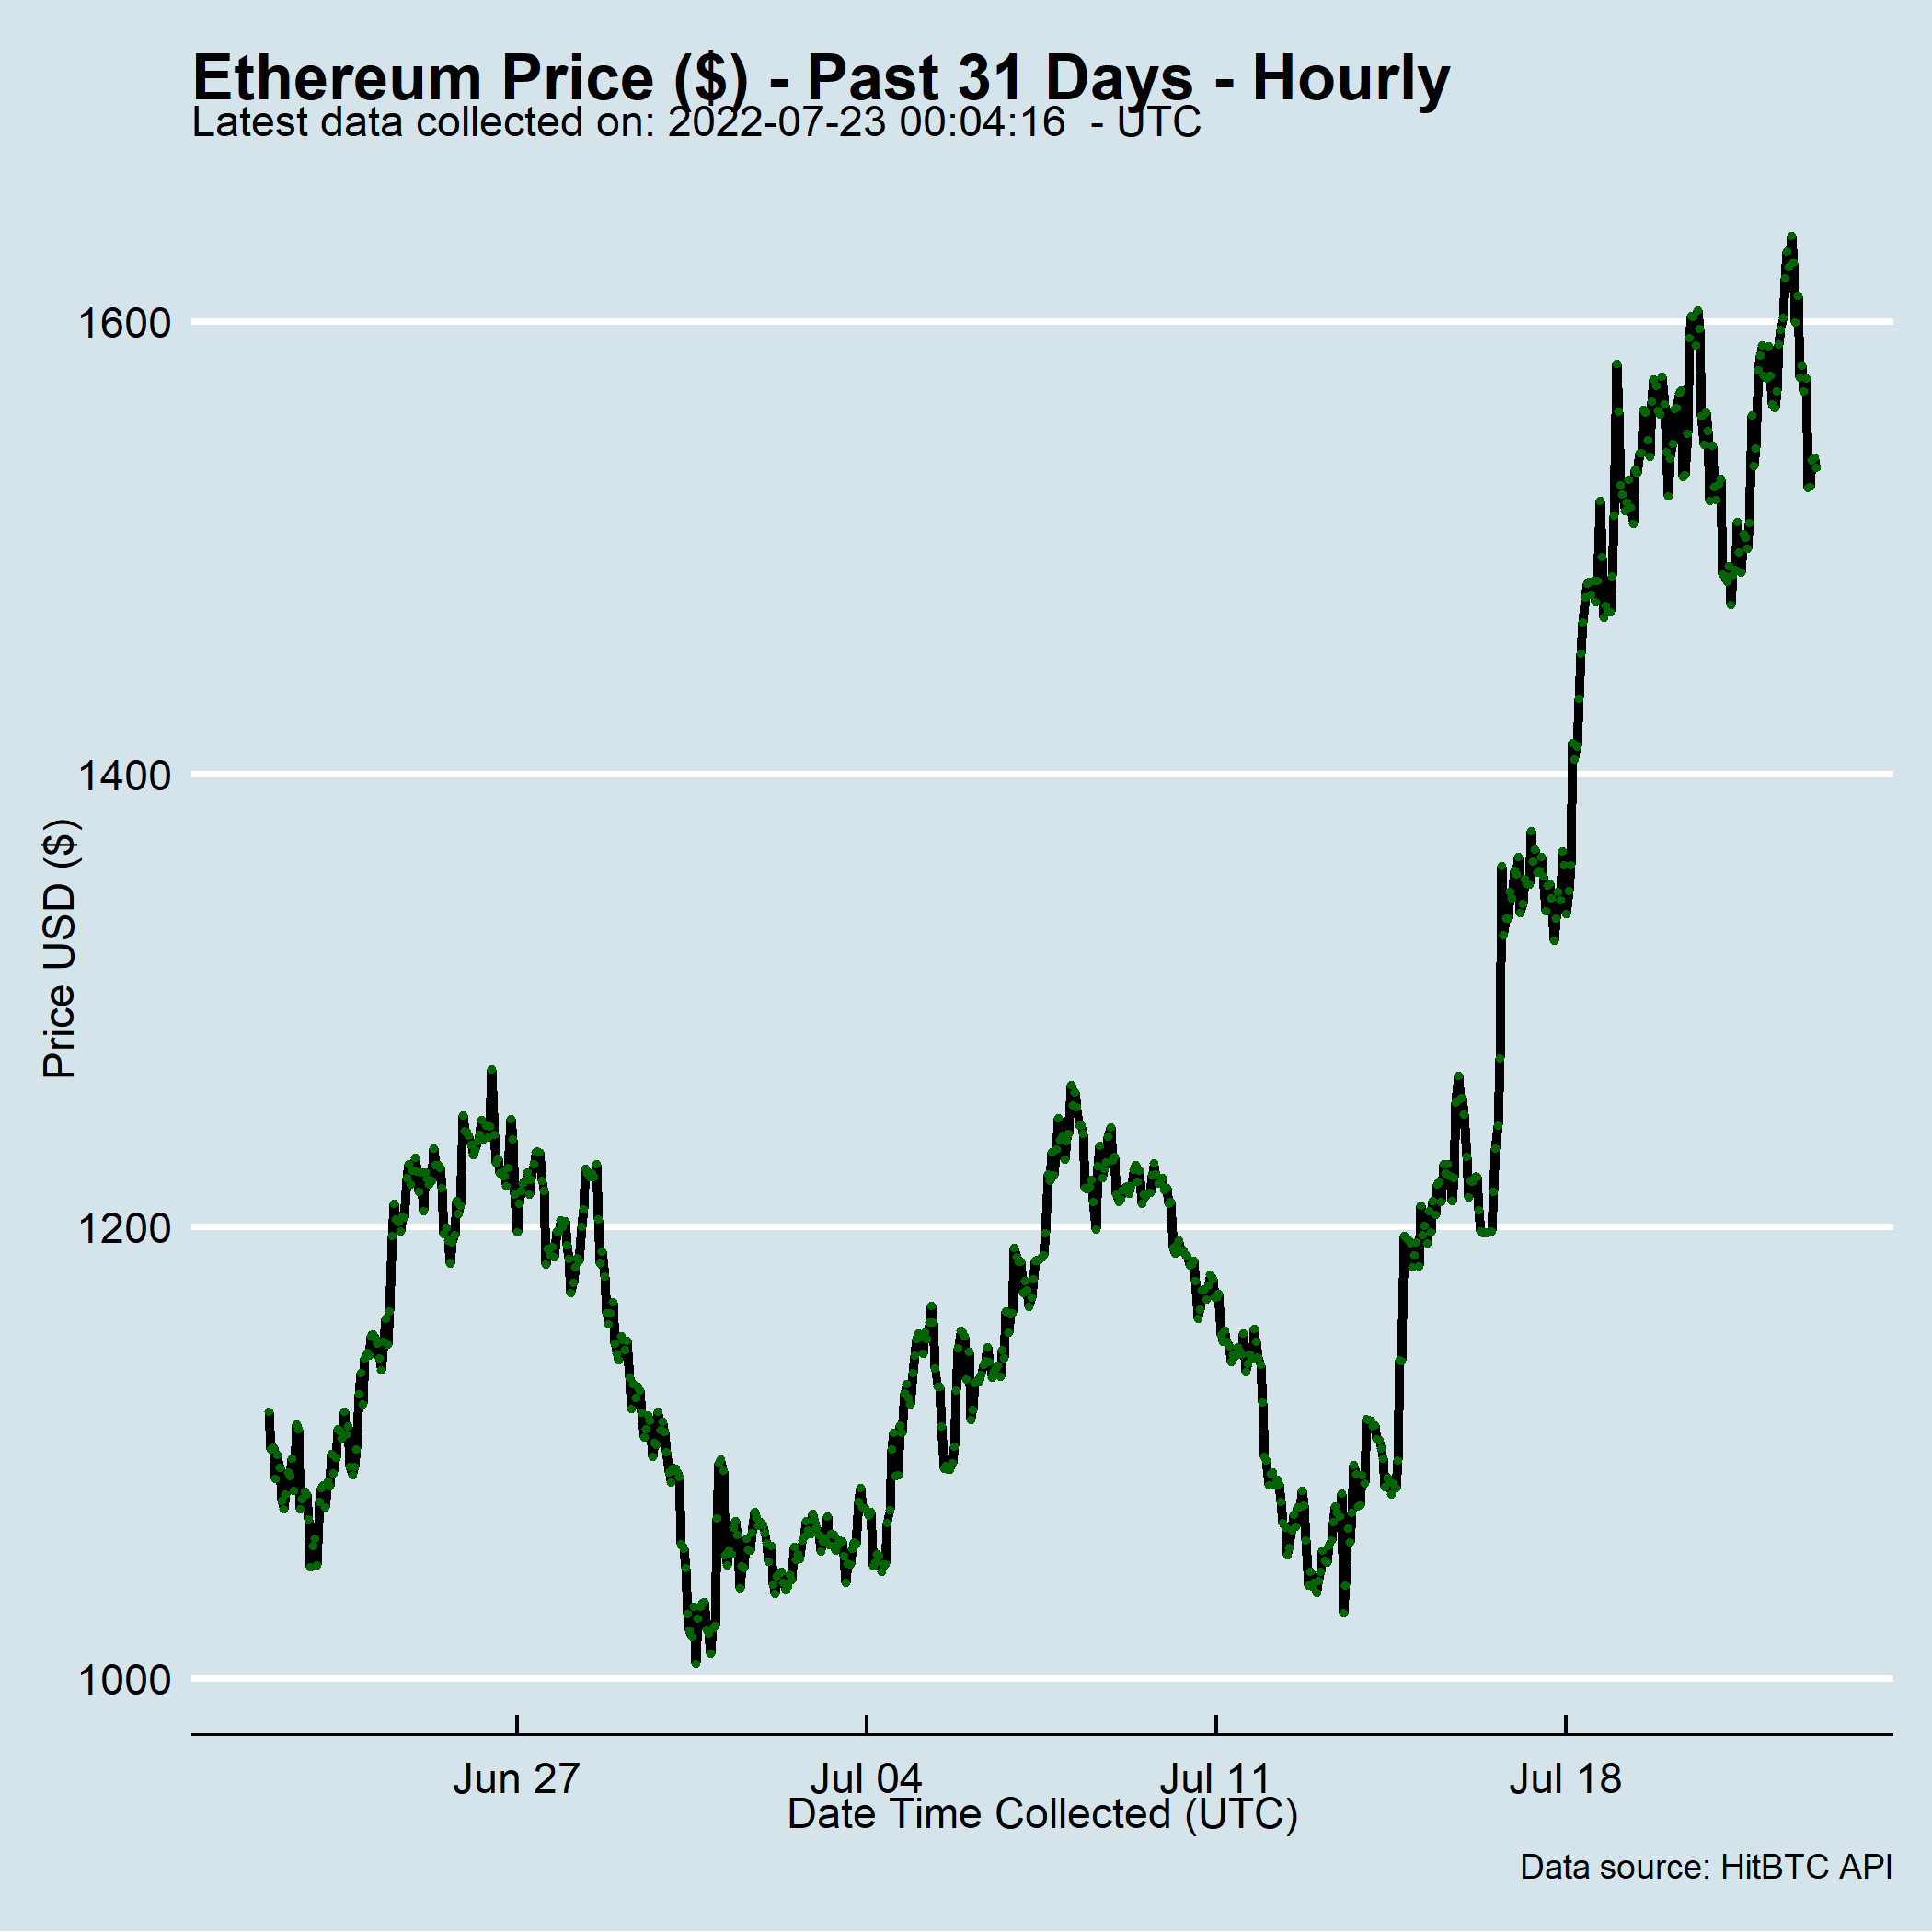 Ethereum Price ($) - Past 31 Days - Hourly
Latest data collected on: 2022-07-23 00:04:16  - UTC
1600
1400
1200
1000
Price USD ($)
Jun 27
Jul 04
Jul 11
Jul 18
Date Time Collected (UTC)
Data source: HitBTC API